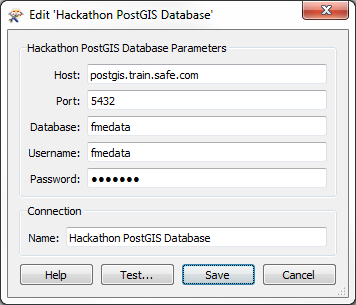 Edit 'Hackathon PostGIS Database'
Hackathon PostGIS Database Parameters
Host: postgis.train.safe.com
Port: 5432
Database: fmedata
Username: fmedata
Password: ●●●●●●●
Connection
Name: Hackathon PostGIS Database
Help Test... Save Cancel